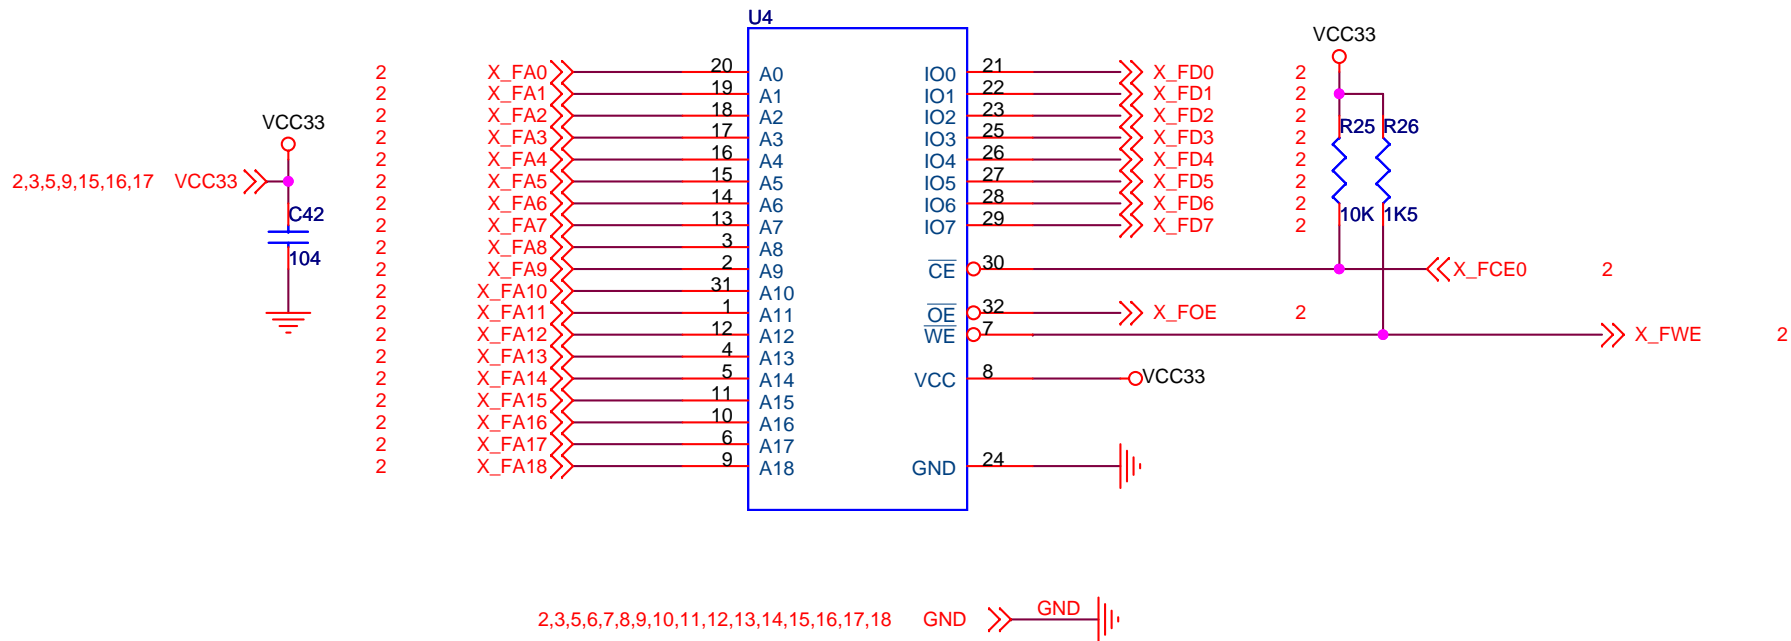 U4
VCC33
2 X_FA0 20 A0 IO0 21 X_FD0 2
2 X_FA1 19 A1 IO1 22 X_FD1 2
2 X_FA2 18 A2 IO2 23 X_FD2 2
VCC33
R25 R26
2 X_FA3 17 A3 IO3 25 X_FD3 2
2 X_FA4 16 A4 IO4 26 X_FD4 2
2,3,5,9,15,16,17 VCC33
2 X_FA5 15 A5 IO5 27 X_FD5 2
2 X_FA6 14 A6 IO6 28 X_FD6 2
C42
10K 1K5
2 X_FA7 13 A7 IO7 29 X_FD7 2
2 X_FA8 3 A8
104
2 X_FA9 2 A9 CE 30 X_FCE0 2
2 X_FA10 31 A10
2 X_FA11 1 A11 OE 32 X_FOE 2
2 X_FA12 12 A12 WE 7 X_FWE 2
2 X_FA13 4 A13
2 X_FA14 5 A14 VCC 8 VCC33
2 X_FA15 11 A15
2 X_FA16 10 A16
2 X_FA17 6 A17
2 X_FA18 9 A18 GND 24
2,3,5,6,7,8,9,10,11,12,13,14,15,16,17,18 GND GND